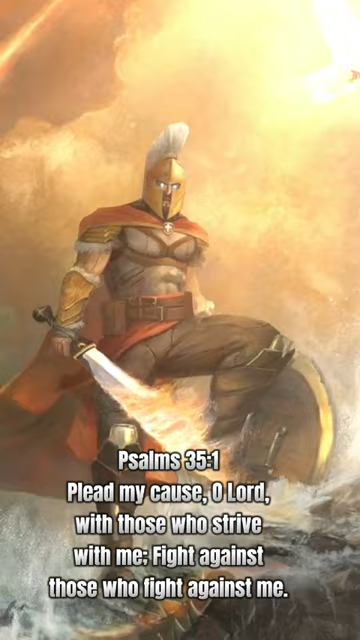 Psalms 35:1
Plead my cause, O Lord,
with those who strive
with me; Fight against
those who fight against me.